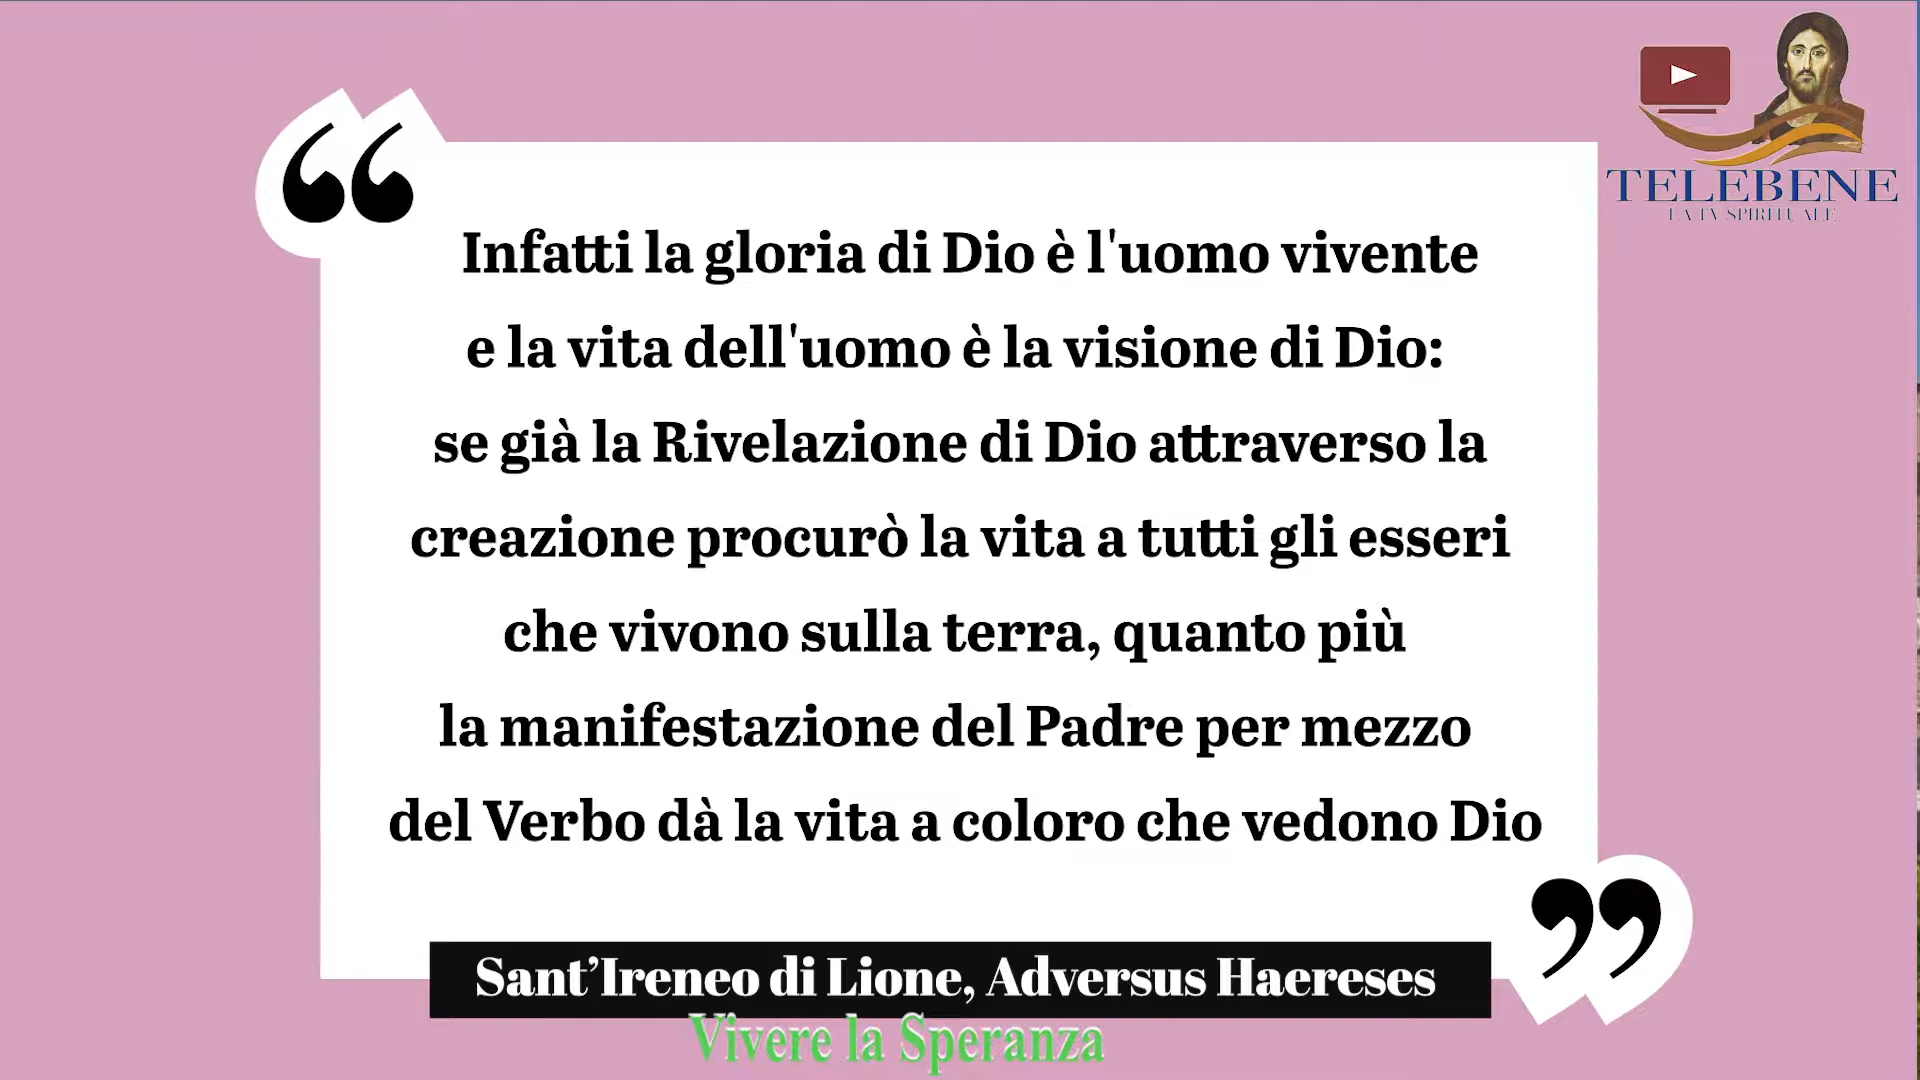 TELEBENE
LA TV SPIRITUALE
Infatti la gloria di Dio è l'uomo vivente
e la vita dell'uomo è la visione di Dio:
se già la Rivelazione di Dio attraverso la
creazione procurò la vita a tutti gli esseri
che vivono sulla terra, quanto più
la manifestazione del Padre per mezzo
del Verbo dà la vita a coloro che vedono Dio
Sant’Ireneo di Lione, Adversus Haereses
Vivere la Speranza